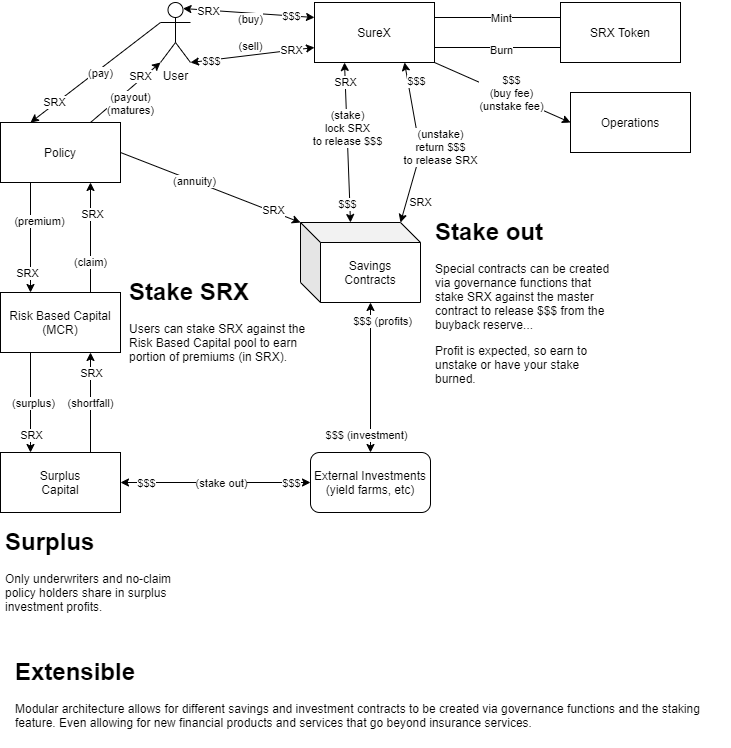 SRX
(buy)
$$$
SureX
Mint
SRX Token
(sell)
SRX
Burn
$$$
User
(pay)
SRX
SRX
(payout)
(matures)
SRX
$$$
$$$
(buy fee)
(unstake fee)
Operations
(stake)
lock SRX
to release $$$
(unstake)
return $$$
to release SRX
Policy
(annuity)
SRX
$$$
SRX
(premium)
SRX
(claim)
SRX
Savings
Contracts
Stake out
Special contracts can be created
via governance functions that
stake SRX against the master
contract to release $$$ from the
buyback reserve...
Profit is expected, so earn to
unstake or have your stake
burned.
Stake SRX
Users can stake SRX against the
Risk Based Capital pool to earn
portion of premiums (in SRX).
Risk Based Capital
(MCR)
$$$ (profits)
SRX
(surplus)
(shortfall)
SRX
$$$ (investment)
Surplus
Capital
$$$
(stake out)
$$$
External Investments
(yield farms, etc)
Surplus
Only underwriters and no-claim
policy holders share in surplus
investment profits.
Extensible
Modular architecture allows for different savings and investment contracts to be created via governance functions and the staking
feature. Even allowing for new financial products and services that go beyond insurance services.